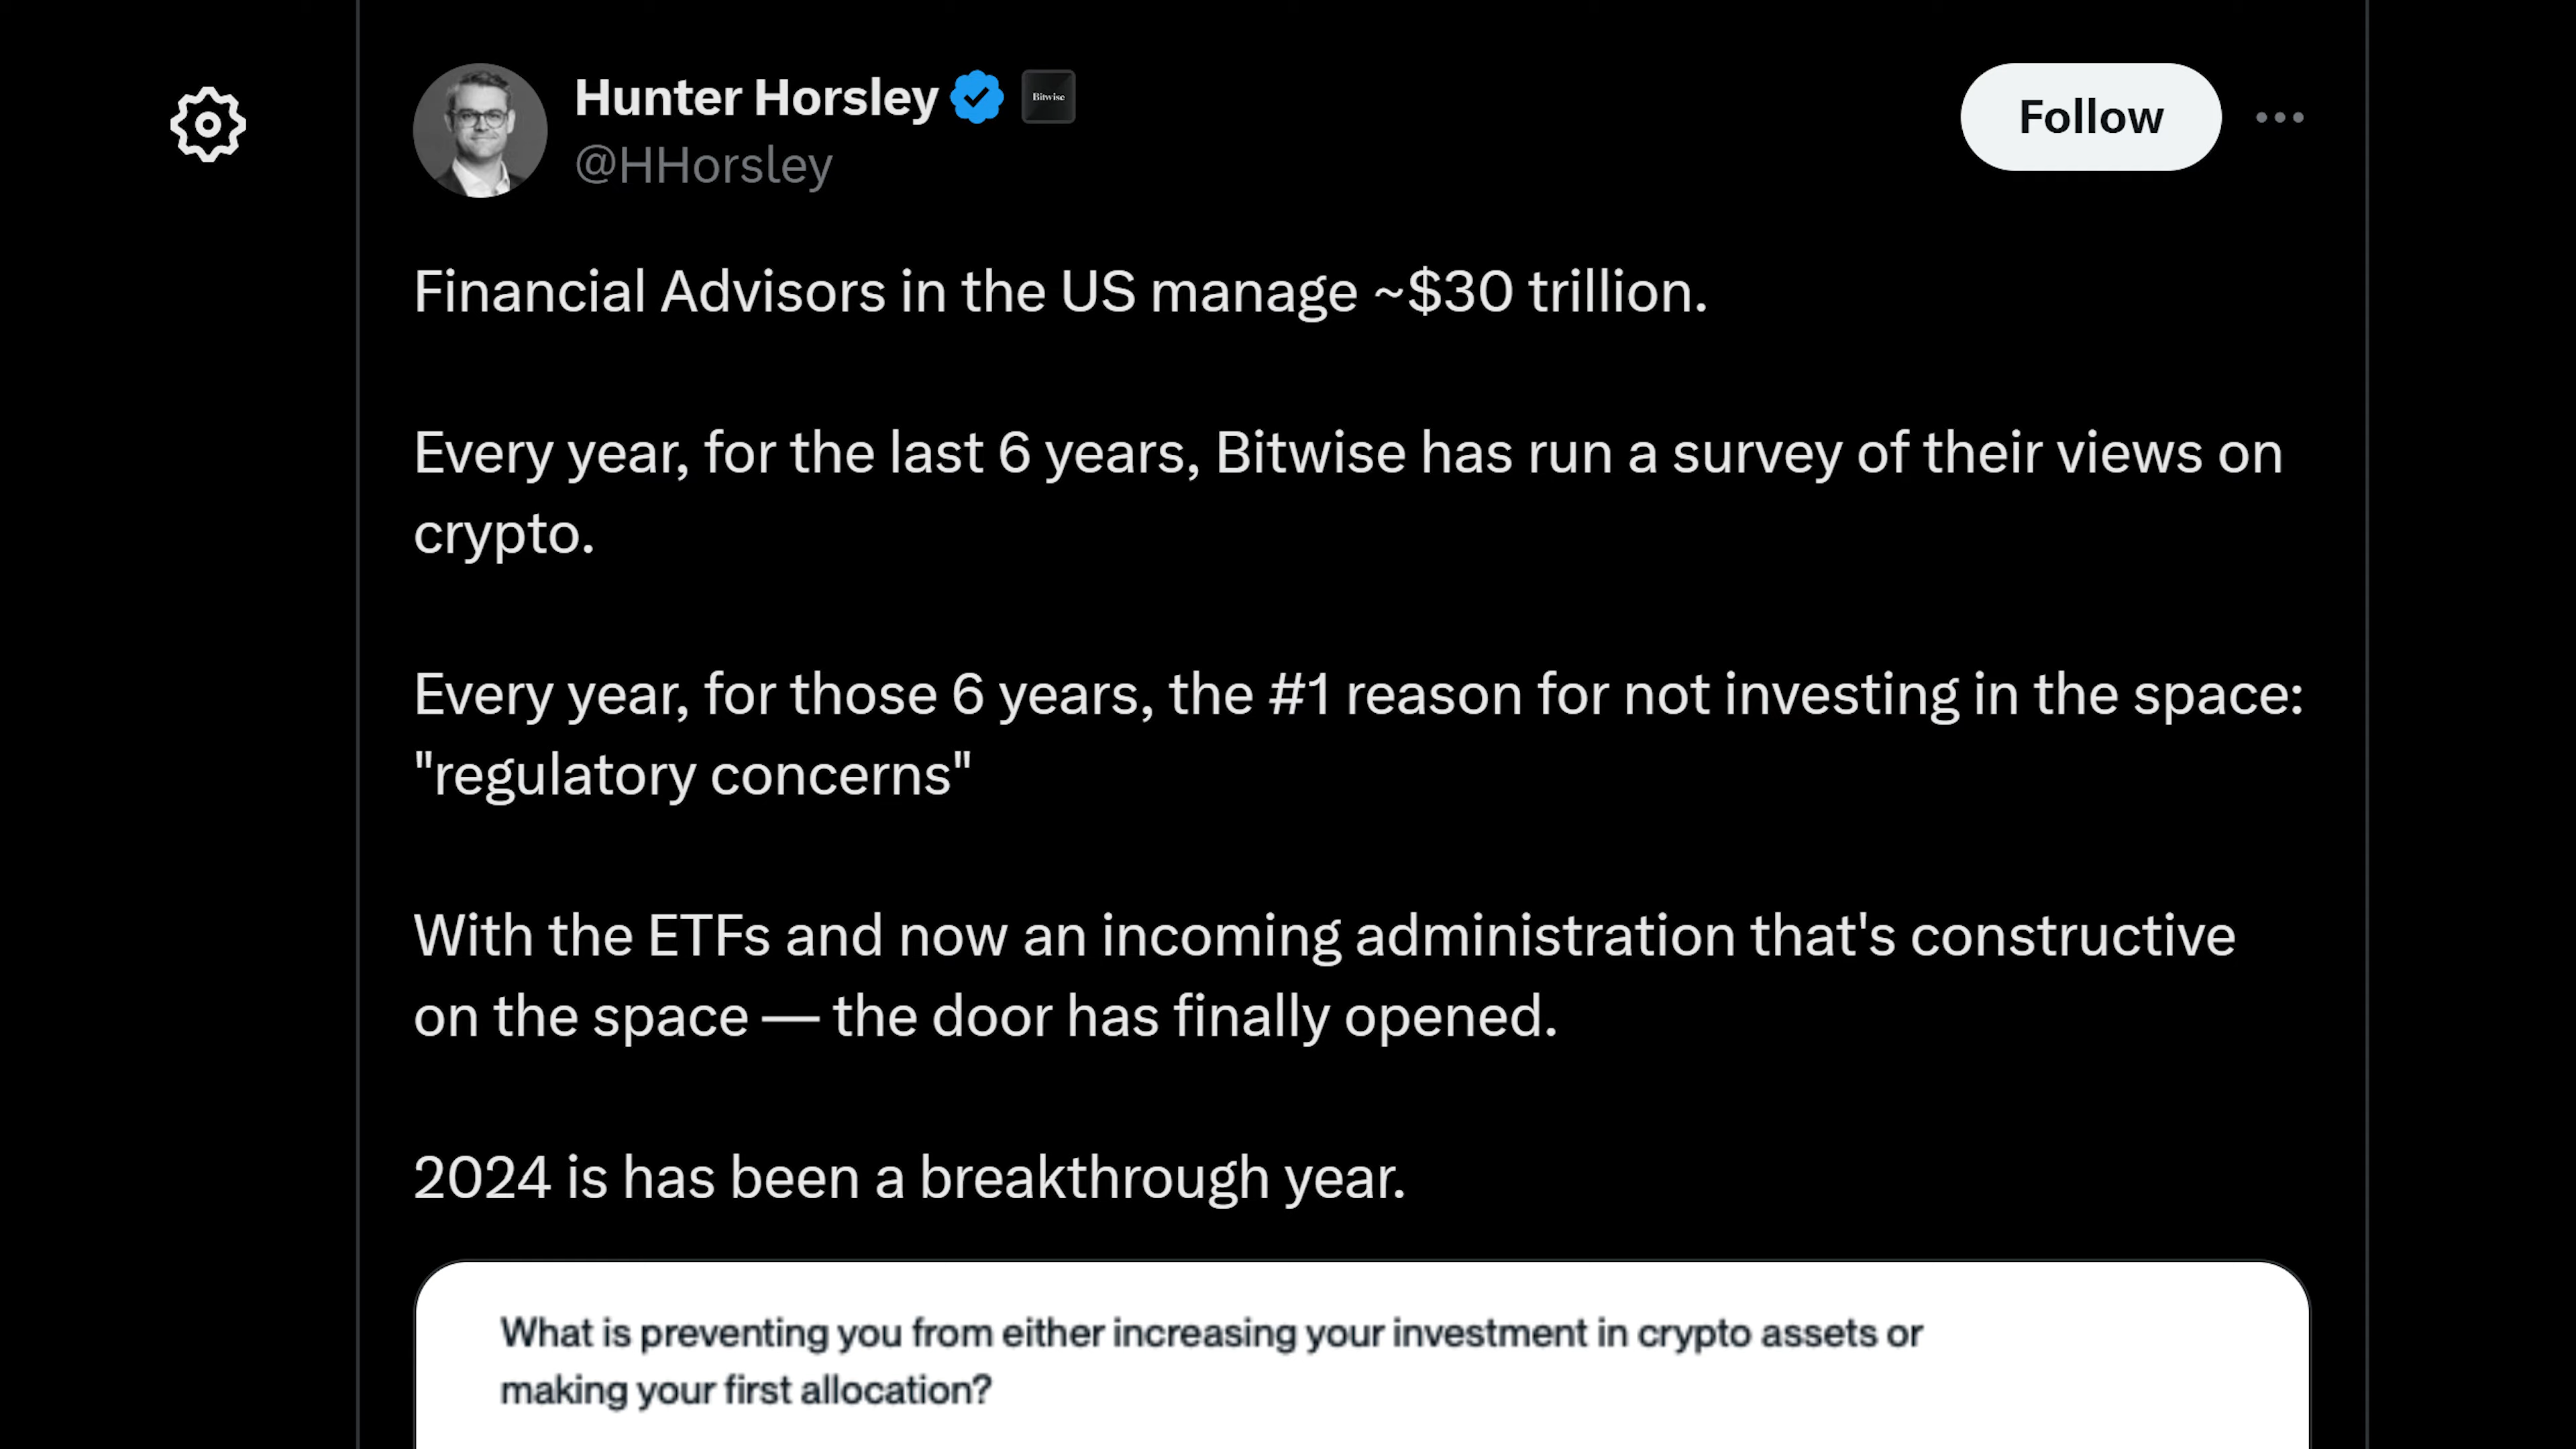 Hunter Horsley
Bitwise
Follow
@HHorsley
Financial Advisors in the US manage ~$30 trillion.
Every year, for the last 6 years, Bitwise has run a survey of their views on
crypto.
Every year, for those 6 years, the #1 reason for not investing in the space:
"regulatory concerns"
With the ETFs and now an incoming administration that's constructive
on the space — the door has finally opened.
2024 is has been a breakthrough year.
What is preventing you from either increasing your investment in crypto assets or
making your first allocation?